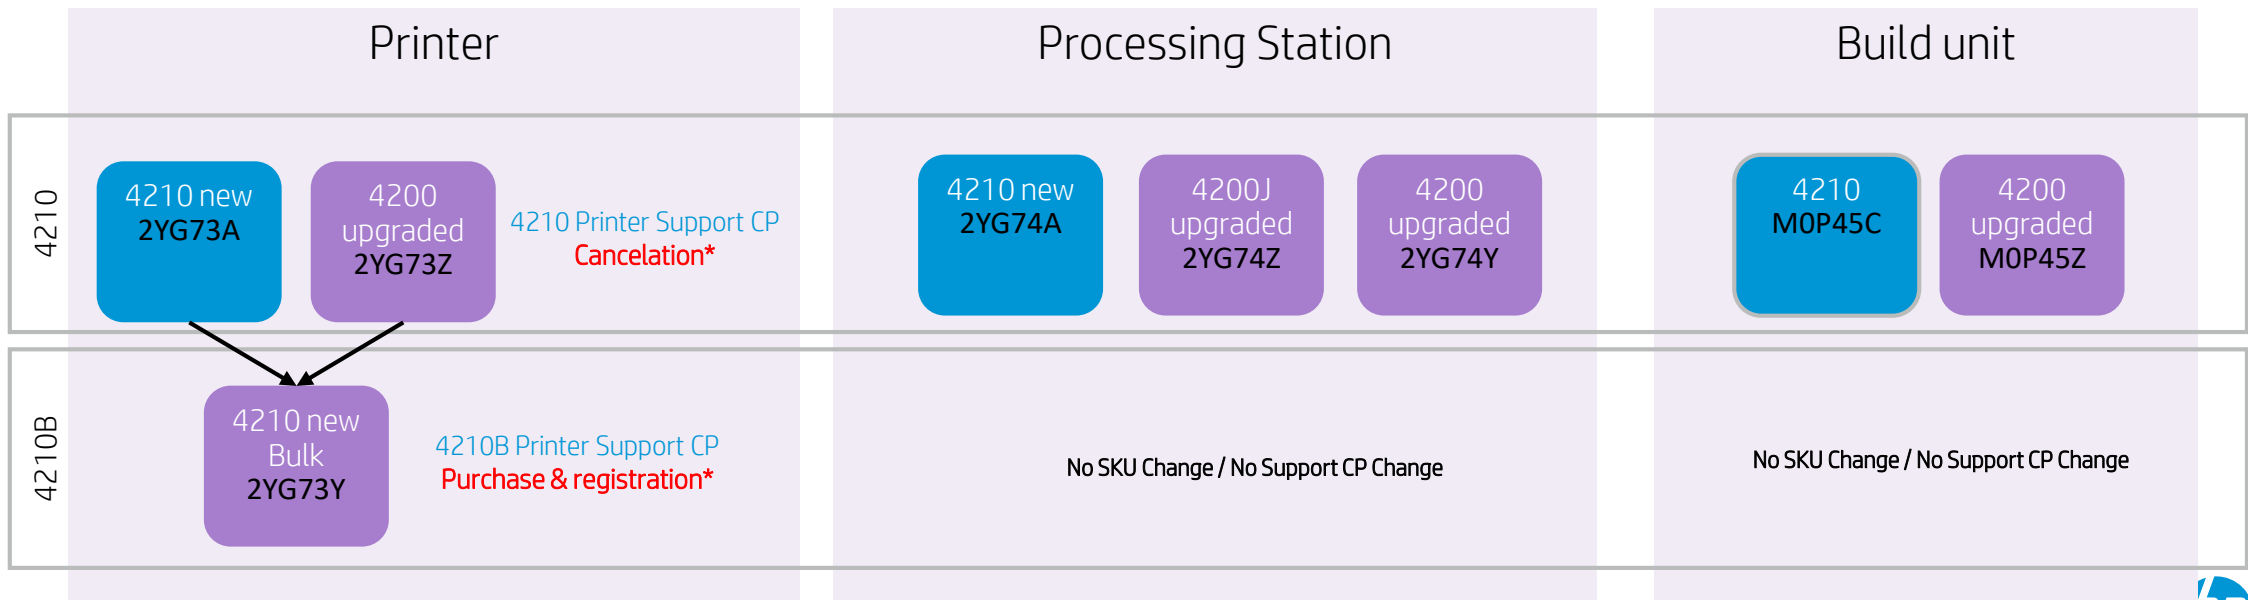 Printer
Processing Station
Build unit
4210
4210 new
2YG73A
4200
upgraded
2YG73Z
4210 Printer Support CP
Cancelation*
4210 new
2YG74A
4200J
upgraded
2YG74Z
4200
upgraded
2YG74Y
4210
M0P45C
4200
upgraded
M0P45Z
4210B
4210 new
Bulk
2YG73Y
4210B Printer Support CP
Purchase & registration*
No SKU Change / No Support CP Change
No SKU Change / No Support CP Change